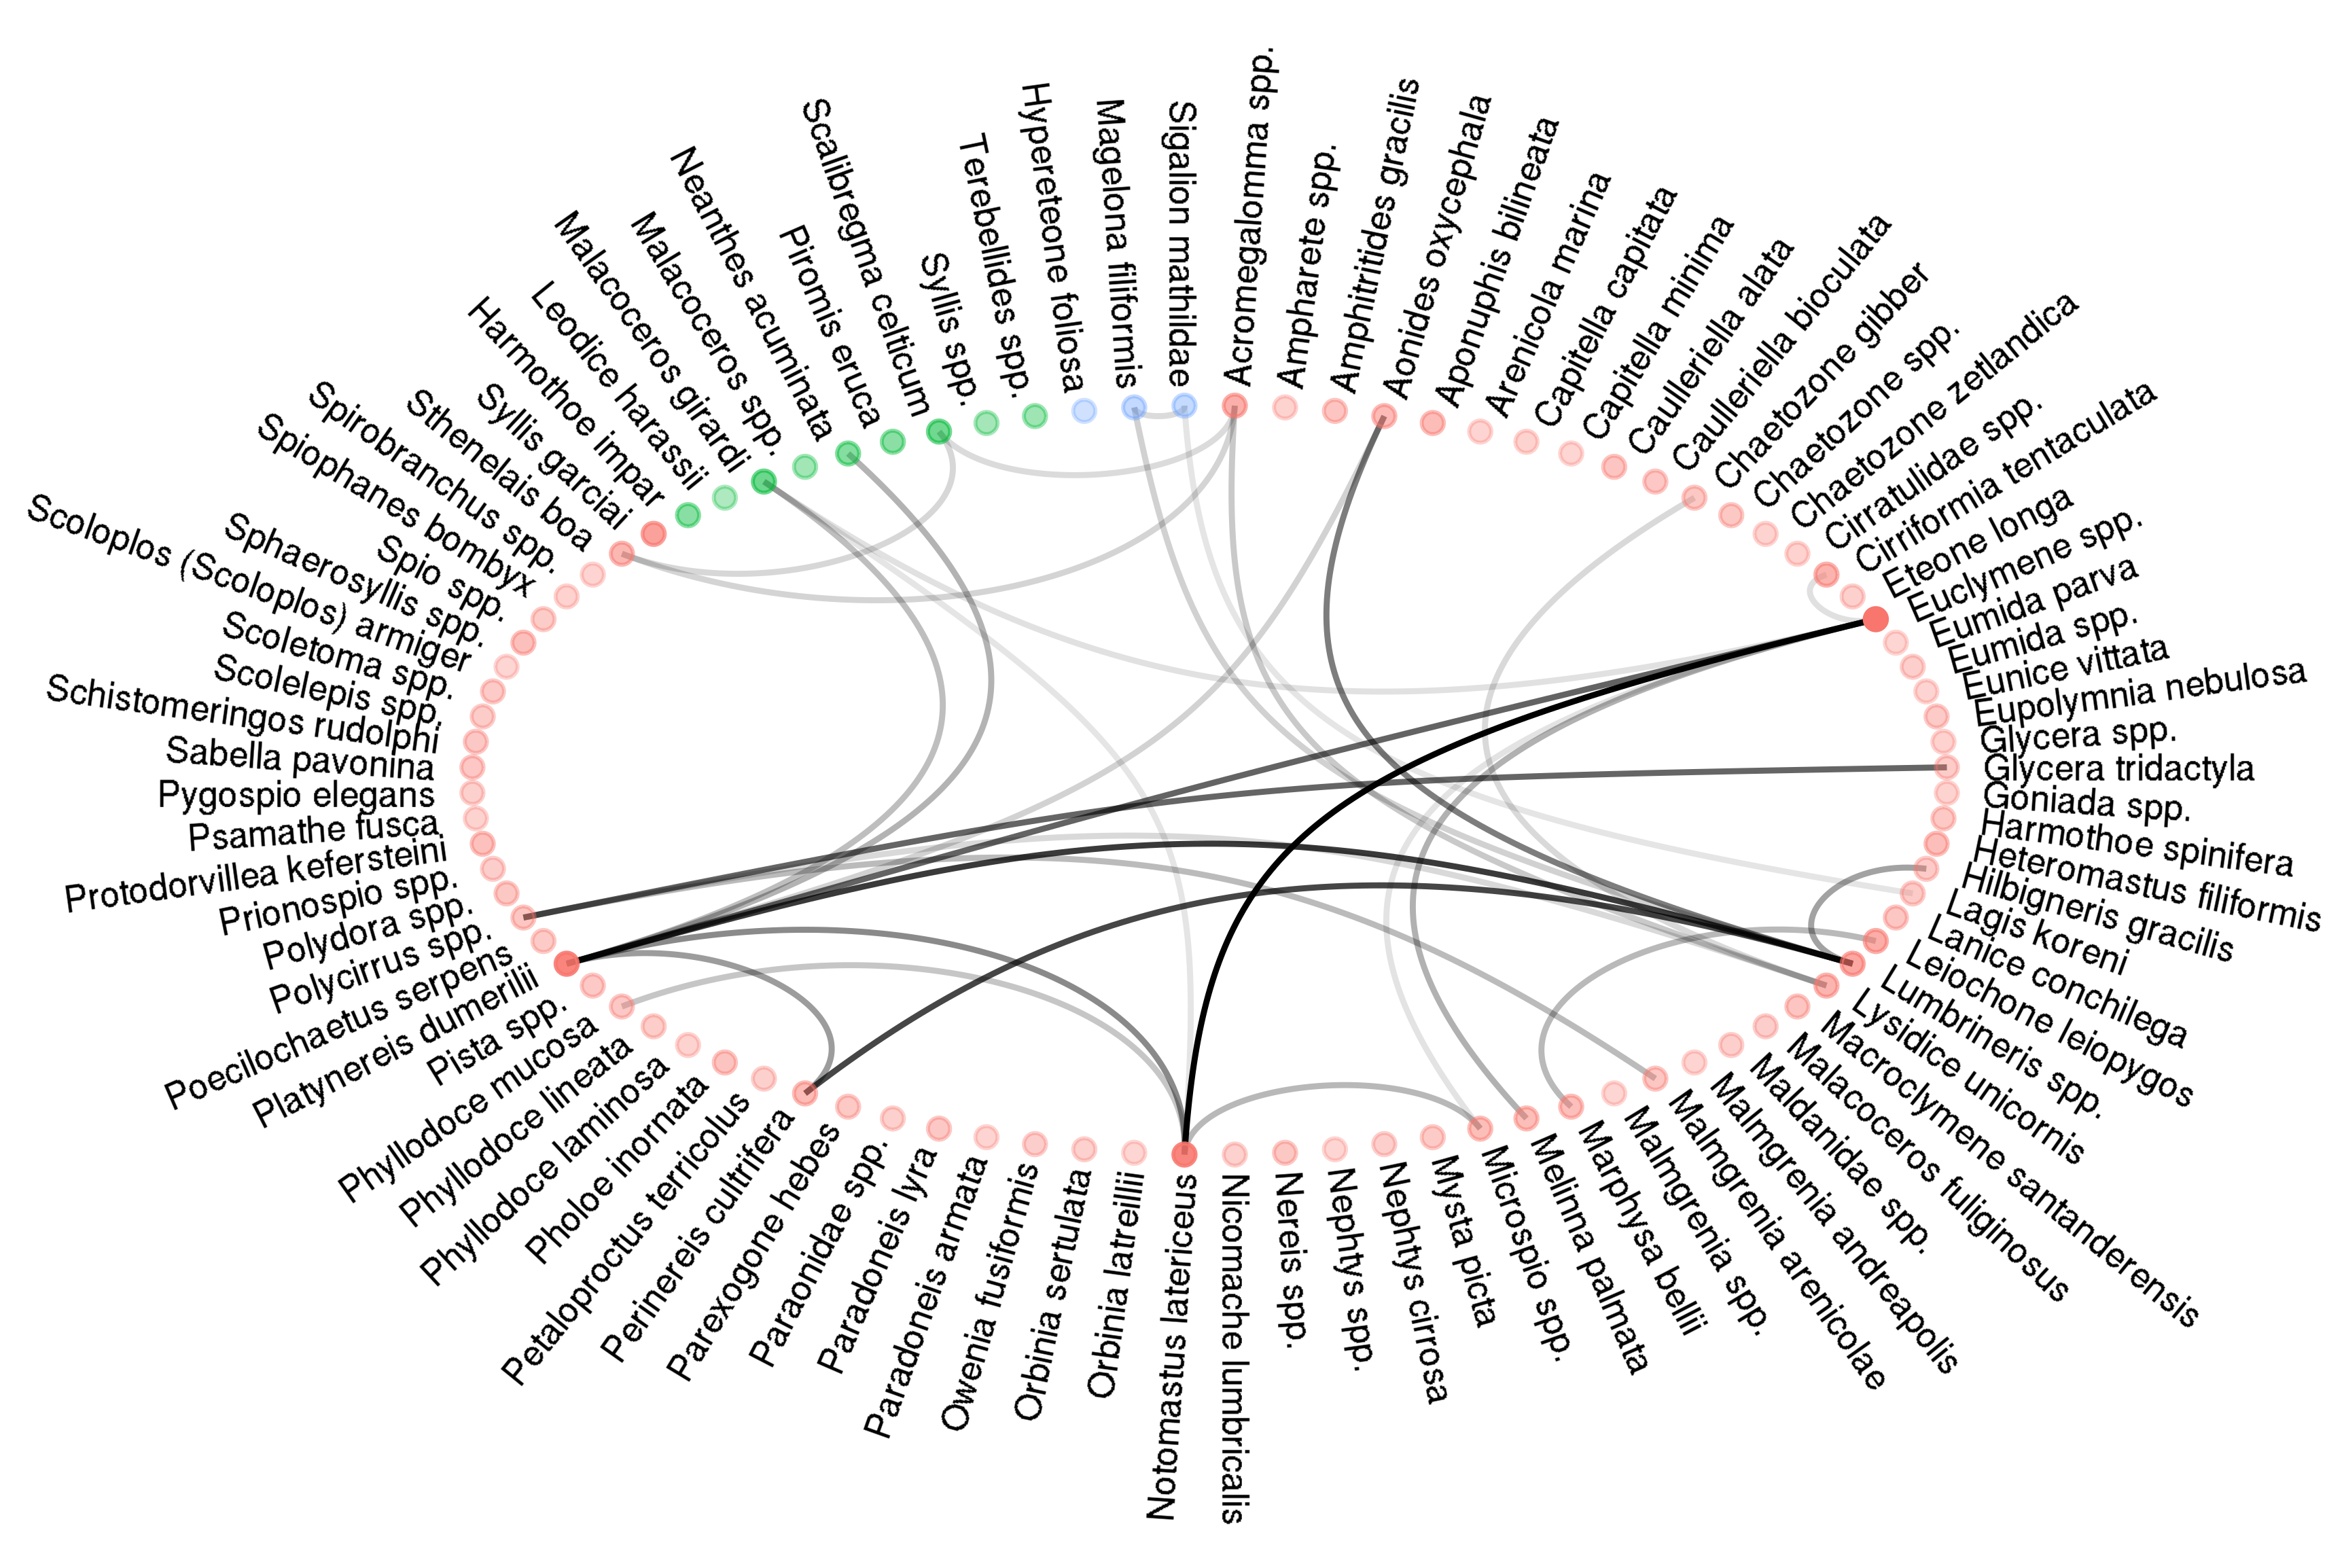 Acromegalomma spp.
Ampharete spp.
Amphitritides gracilis
Aonides oxycephala
Aponuphis bilineata
Arenicola marina
Capitella capitata
Capitella minima
Caulleriella alata
Caulleriella bioculata
Chaetozone gibber
Chaetozone spp.
Chaetozone zetlandica
Cirratulidae spp.
Cirriformia tentaculata
Eteone longa
Euclymene spp.
Eumida parva
Eumida spp.
Eunice vittata
Eupolymnia nebulosa
Glycera spp.
Glycera tridactyla
Goniada spp.
Harmothoe spinifera
Heteromastus filiformis
Hilbigneris gracilis
Lagis koreni
Lanice conchilega
Leiochone leiopygos
Lumbrineris spp.
Lysidice unicornis
Macroclymene santanderensis
Malacoceros fuliginosus
Maldanidae spp.
Malmgrenia andreapolis
Malmgrenia arenicolae
Malmgrenia spp.
Marphysa bellii
Melinna palmata
Microspio spp.
Mysta picta
Nephtys cirrosa
Nephtys spp.
Nereis spp.
Nicomache lumbricalis
Notomastus latericeus
Orbinia latreillii
Orbinia sertulata
Owenia fusiformis
Paradoneis armata
Paradoneis lyra
Paraonidae spp.
Parexogone hebes
Perinereis cultrifera
Petaloproctus terricolus
Pholoe inornata
Phyllodoce laminosa
Phyllodoce lineata
Phyllodoce mucosa
Pista spp.
Platynereis dumerilii
Poecilochaetus serpens
Polycirrus spp.
Polydora spp.
Prionospio spp.
Protodorvillea kefersteini
Psamathe fusca
Pygospio elegans
Sabella pavonina
Schistomeringos rudolphi
Scolelepis spp.
Scoletoma spp.
Scoloplos (Scoloplos) armiger
Sphaerosyllis spp.
Spio spp.
Spiophanes bombyx
Spirobranchus spp.
Sthenelais boa
Syllis garciai
Harmothoe impar
Leodice harassii
Malacoceros girardi
Malacoceros spp.
Neanthes acuminata
Piromis eruca
Scalibregma celticum
Syllis spp.
Terebellides spp.
Hypereteone foliosa
Magelona filiformis
Sigalion mathildae